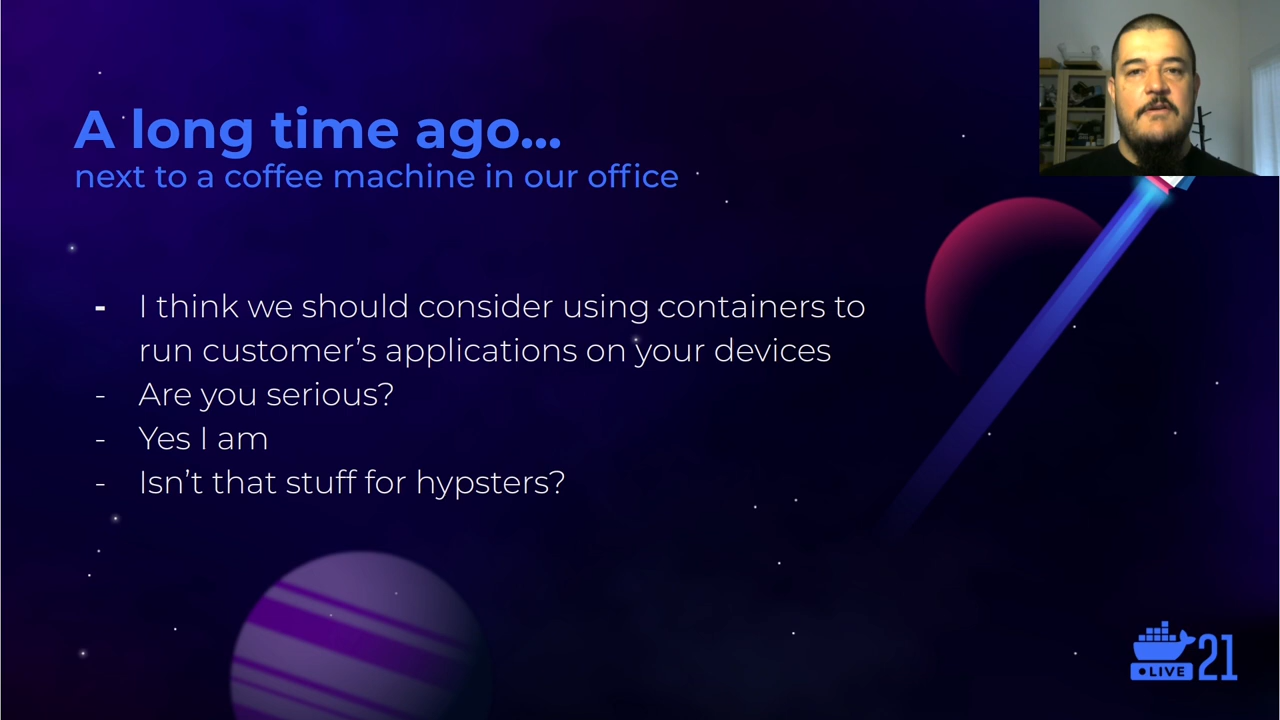 A long time ago...
next to a coffee machine in our office
- I think we should consider using containers to
run customer's applications on your devices
- Are you serious?
- Yes I am
- Isn't that stuff for hypsters?
LIVE 21